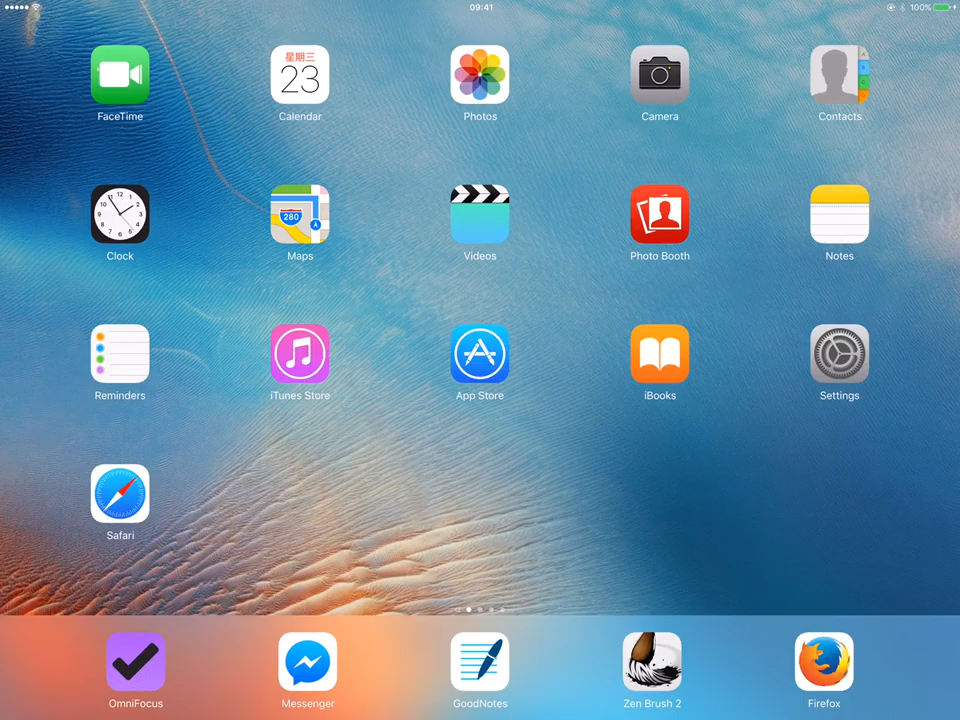 09:41
100%
星期三
23
FaceTime
Calendar
Photos
Camera
Contacts
280
Clock
Maps
Videos
Photo Booth
Notes
Reminders
iTunes Store
App Store
iBooks
Settings
Safari
OmniFocus
Messenger
GoodNotes
Zen Brush 2
Firefox